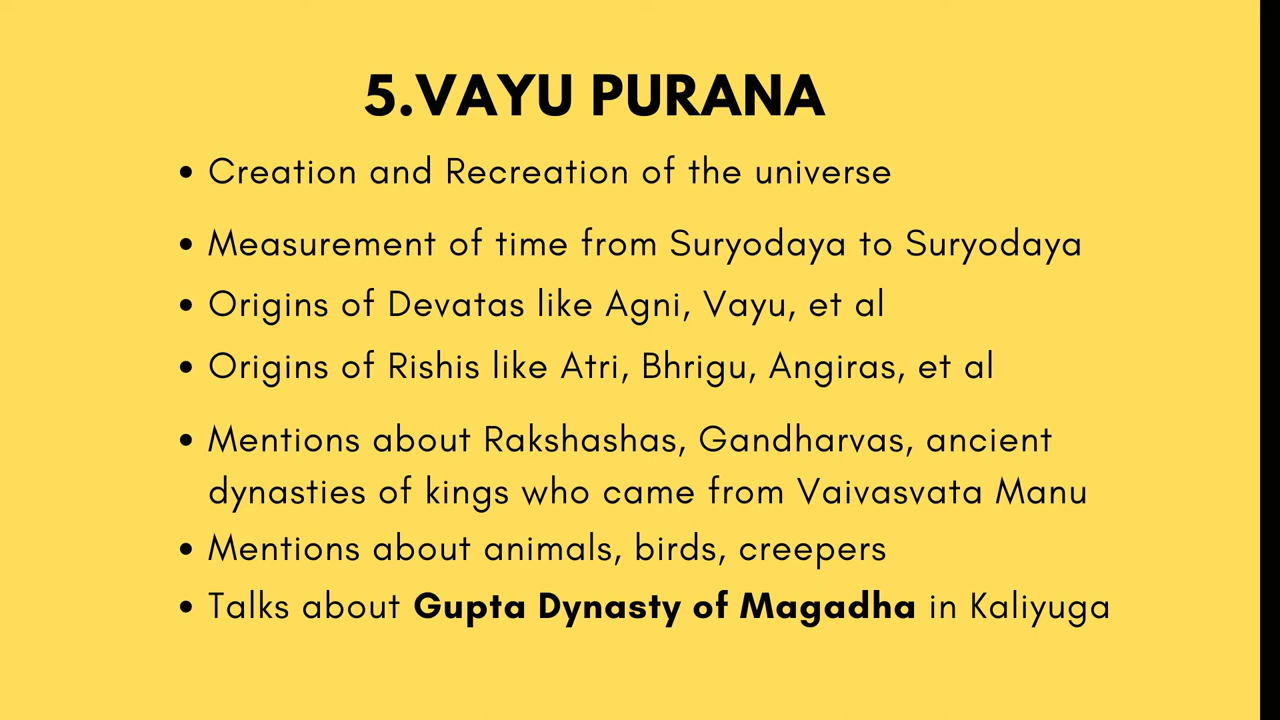 5.VAYU PURANA
• Creation and Recreation of the universe
• Measurement of time from Suryodaya to Suryodaya
• Origins of Devatas like Agni, Vayu, et al
• Origins of Rishis like Atri, Bhrigu, Angiras, et al
• Mentions about Rakshashas, Gandharvas, ancient
dynasties of kings who came from Vaivasvata Manu
• Mentions about animals, birds, creepers
• Talks about Gupta Dynasty of Magadha in Kaliyuga